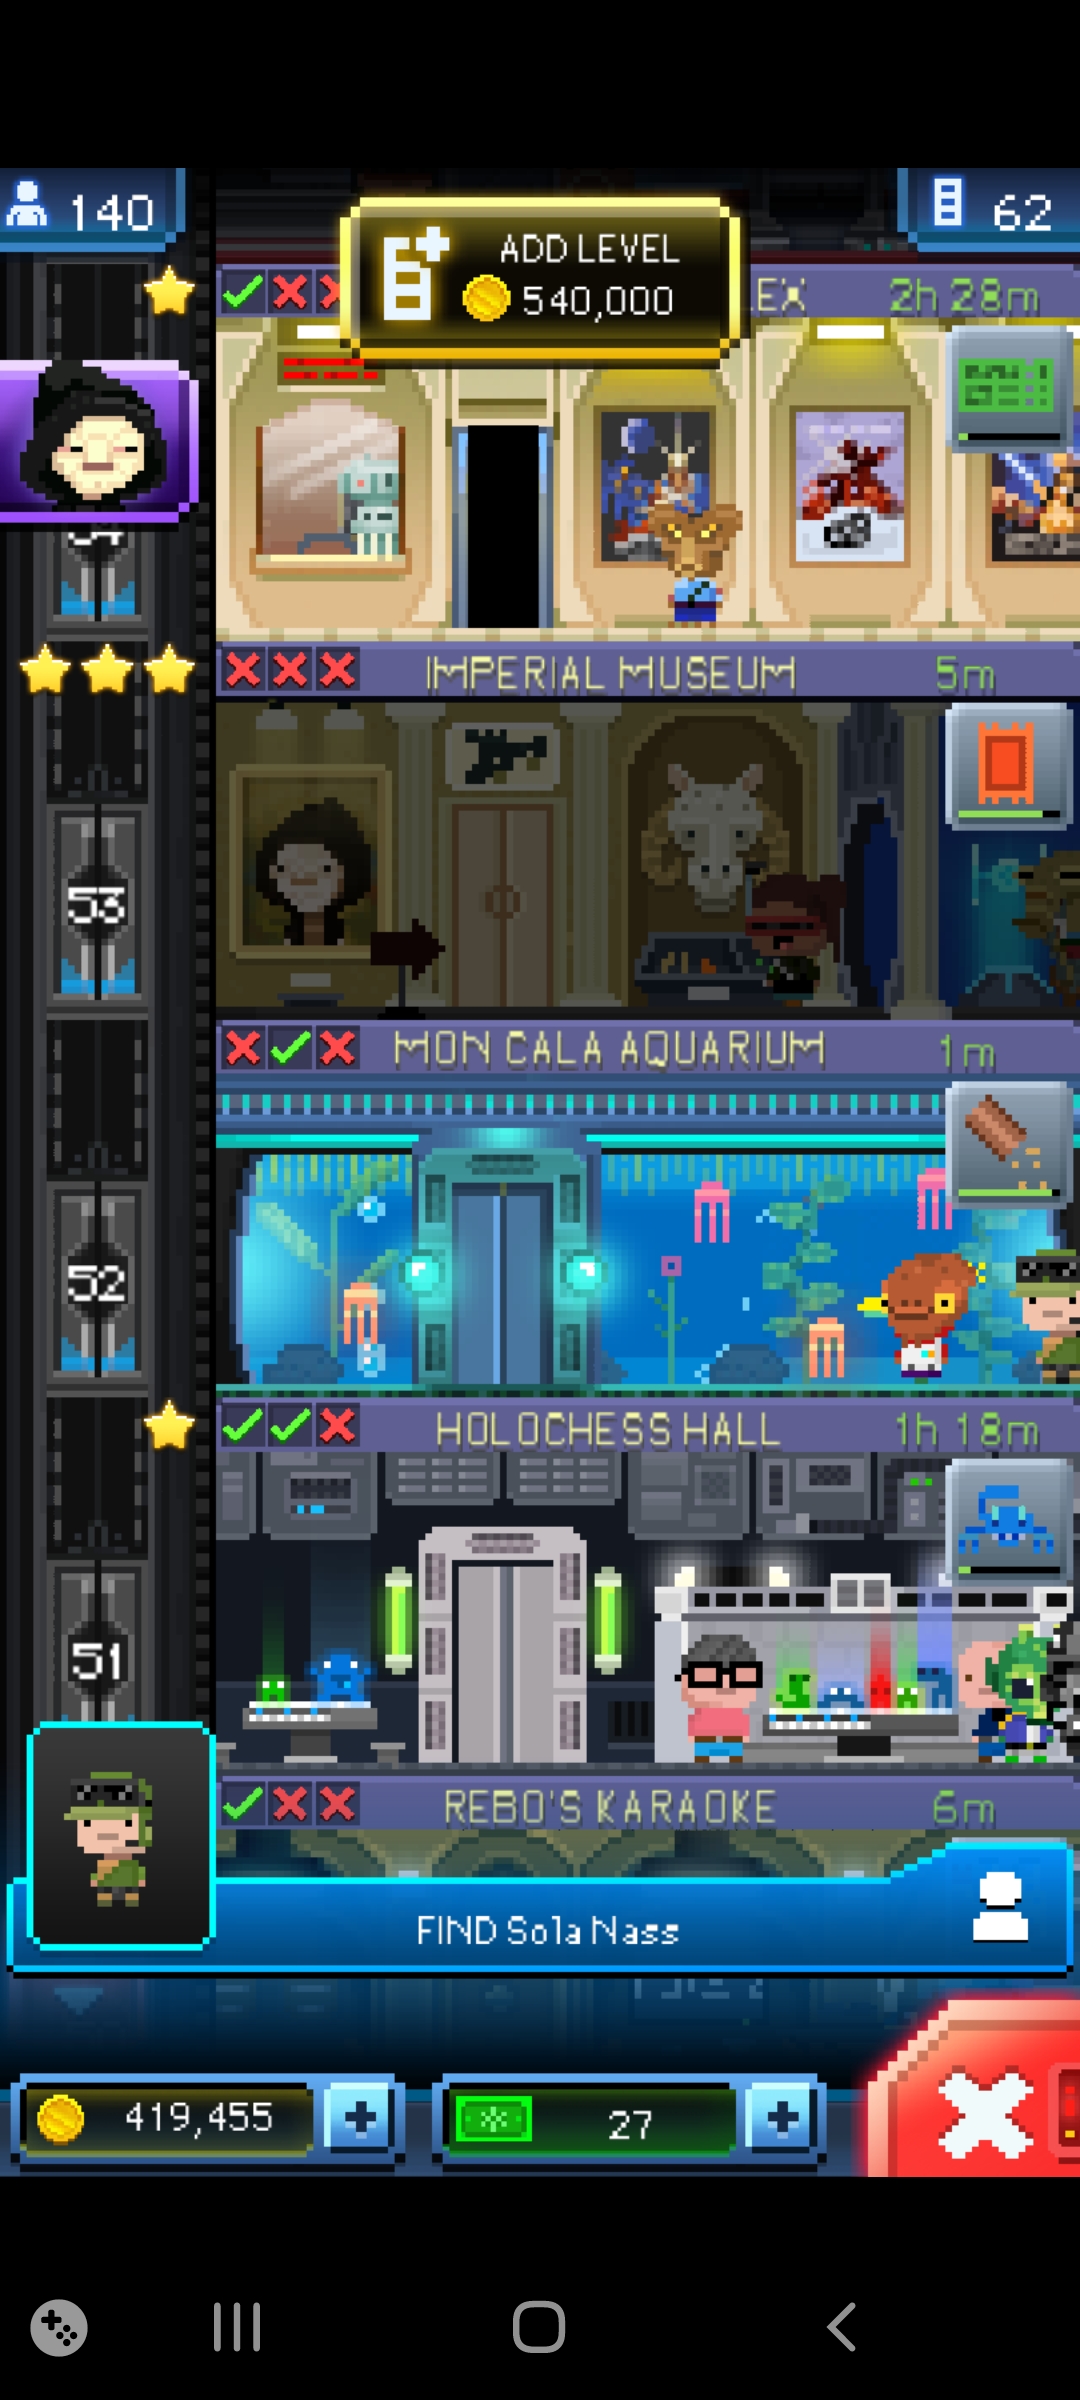 140
62
ADD LEVEL
540,000
EX 2h 28m
IMPERIAL MUSEUM 5m
53
MON CALA AQUARIUM 1m
52
HOLOCHESS HALL 1h 18m
51
REBO'S KARAOKE 6m
FIND Sola Nass
419,455
27